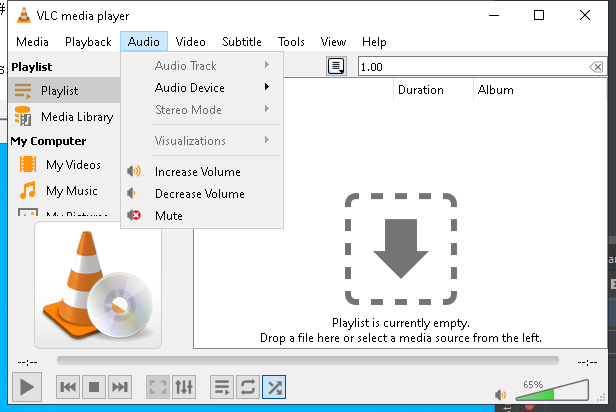 #
VLC media player
Media Playback Audio Video Subtitle Tools View Help
Playlist
Playlist
Media Library
My Computer
My Videos
My Music
My Pictures
Audio Track
Audio Device
Stereo Mode
Visualizations
Increase Volume
Decrease Volume
Mute
1.00
Duration Album
Playlist is currently empty.
Drop a file here or select a media source from the left.
--:-- --:--
65%